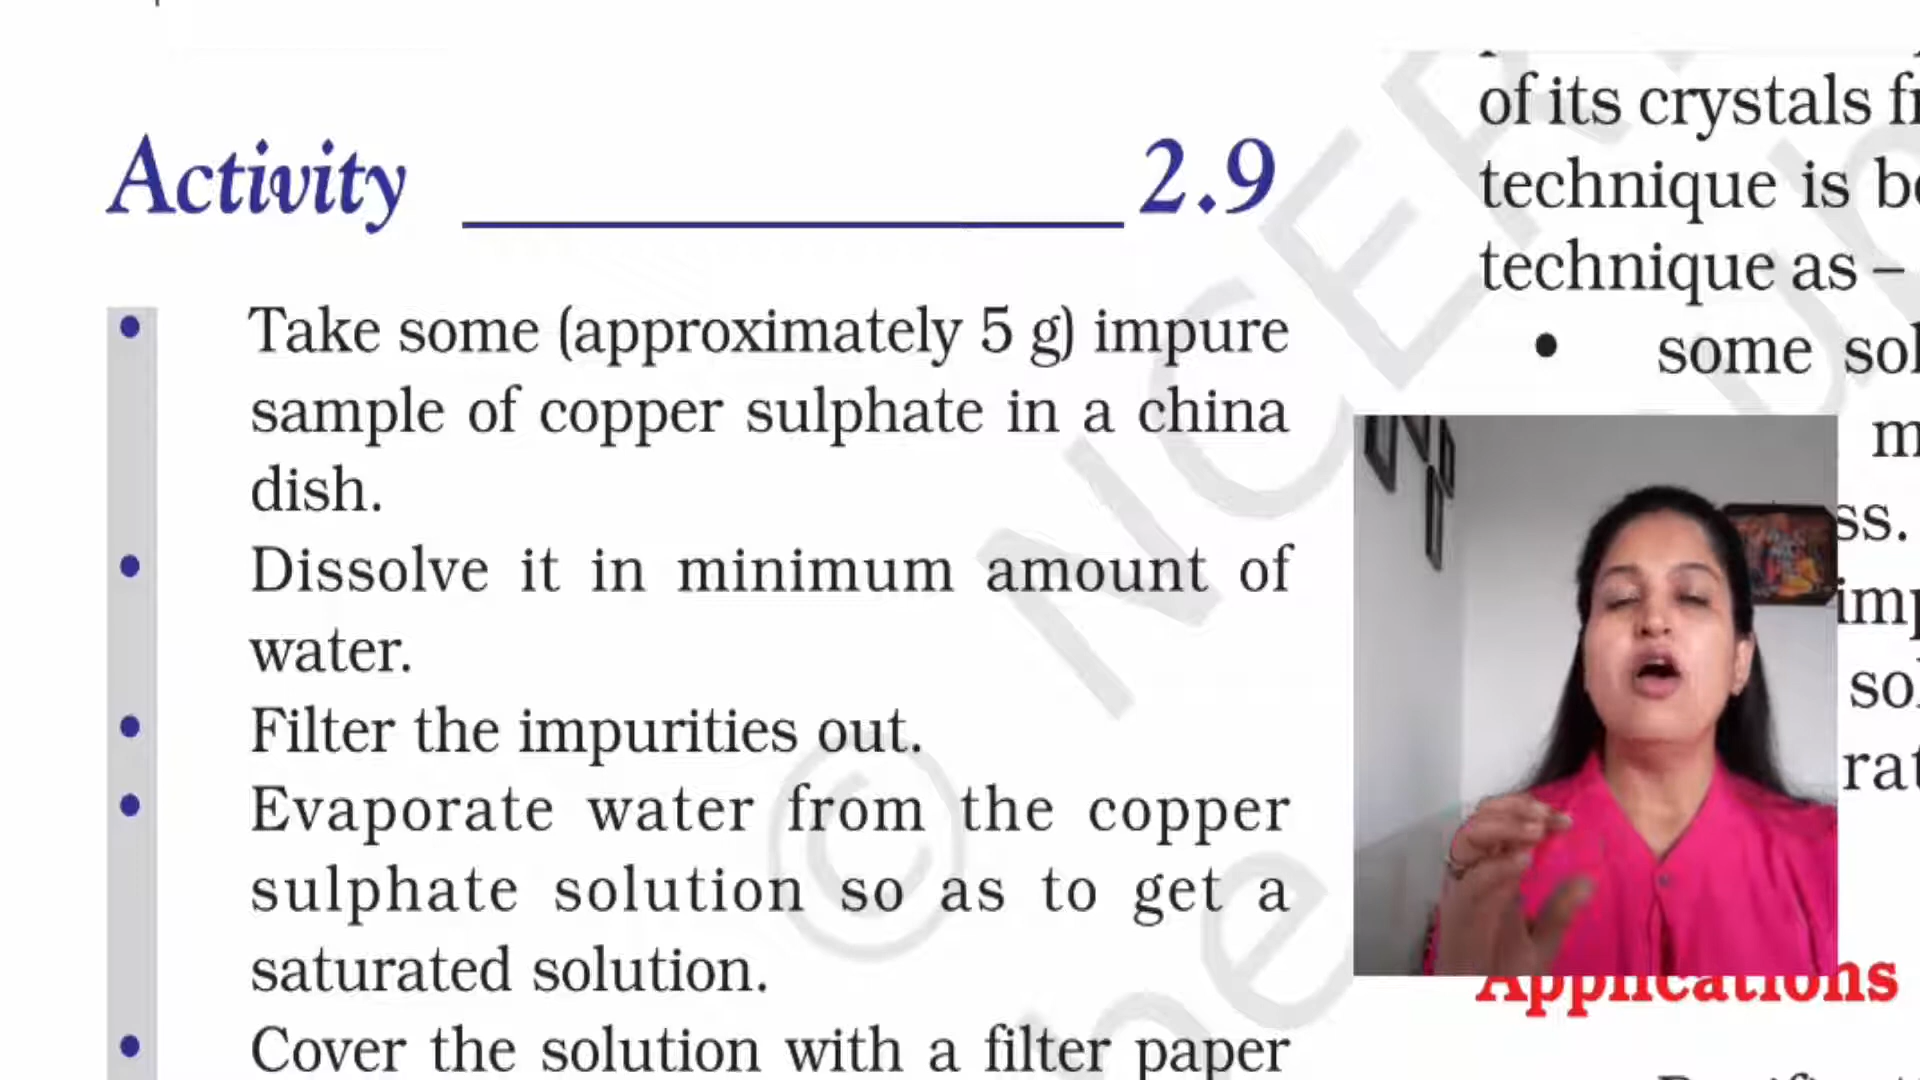 Activity 2.9
Take some (approximately 5 g) impure
sample of copper sulphate in a china
dish.
Dissolve it in minimum amount of
water.
Filter the impurities out.
Evaporate water from the copper
sulphate solution so as to get a
saturated solution.
Cover the solution with a filter paper
of its crystals
technique is
technique as –
• some
Applications
© NCERT